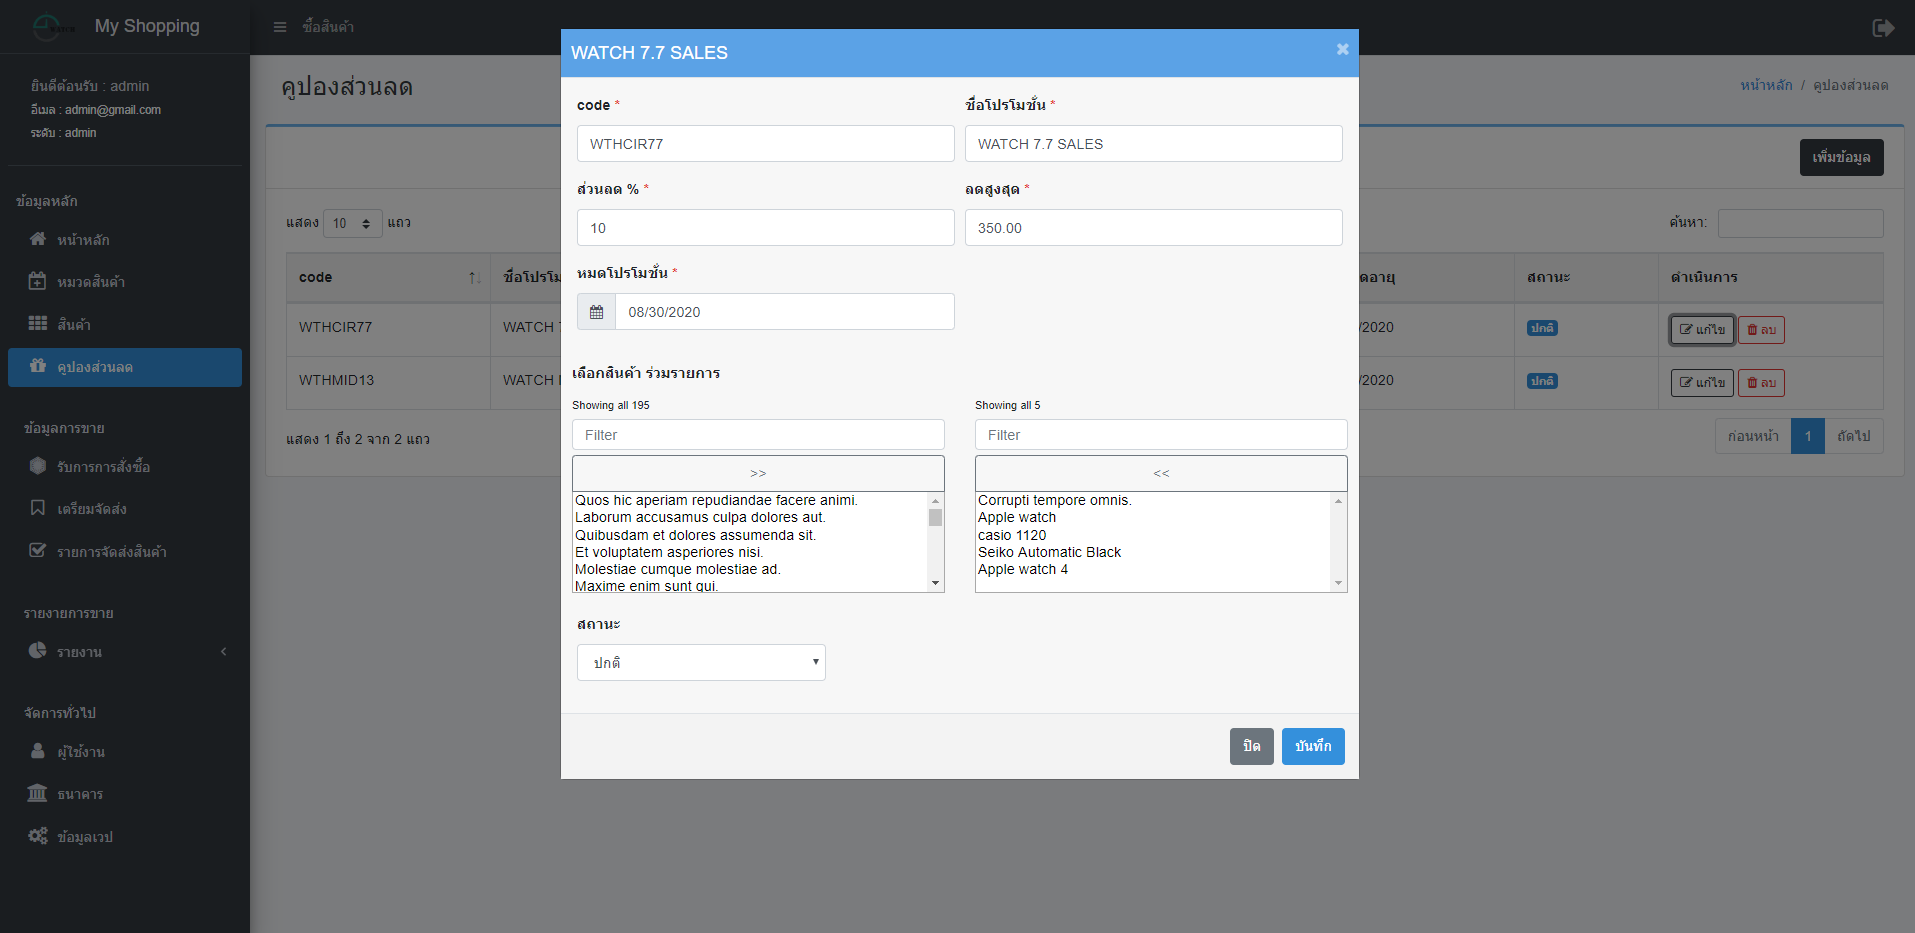 My Shopping
ซื้อสินค้า
ยินดีต้อนรับ : admin
อีเมล : admin@gmail.com
ระดับ : admin
ข้อมูลหลัก
หน้าหลัก
หมวดสินค้า
สินค้า
คูปองส่วนลด
ข้อมูลการขาย
รับการการสั่งซื้อ
เตรียมจัดส่ง
รายการจัดส่งสินค้า
รายงายการขาย
รายงาน
จัดการทั่วไป
ผู้ใช้งาน
ธนาคาร
ข้อมูลเวป
คูปองส่วนลด
หน้าหลัก / คูปองส่วนลด
เพิ่มข้อมูล
แสดง 10 แถว
ค้นหา:
code ชื่อโปรโม ดอายุ สถานะ ดำเนินการ
WTHCIR77 WATCH /2020 ปกติ แก้ไข ลบ
WTHMID13 WATCH /2020 ปกติ แก้ไข ลบ
แสดง 1 ถึง 2 จาก 2 แถว
ก่อนหน้า 1 ถัดไป
WATCH 7.7 SALES ×
code * ชื่อโปรโมชั่น *
WTHCIR77 WATCH 7.7 SALES
ส่วนลด % * ลดสูงสุด *
10 350.00
หมดโปรโมชั่น *
08/30/2020
เลือกสินค้า ร่วมรายการ
Showing all 195
Filter
>>
Quos hic aperiam repudiandae facere animi.
Laborum accusamus culpa dolores aut.
Quibusdam et dolores assumenda sit.
Et voluptatem asperiores nisi.
Molestiae cumque molestiae ad.
Maxime enim sunt qui.
Showing all 5
Filter
<<
Corrupti tempore omnis.
Apple watch
casio 1120
Seiko Automatic Black
Apple watch 4
สถานะ
ปกติ
ปิด บันทึก